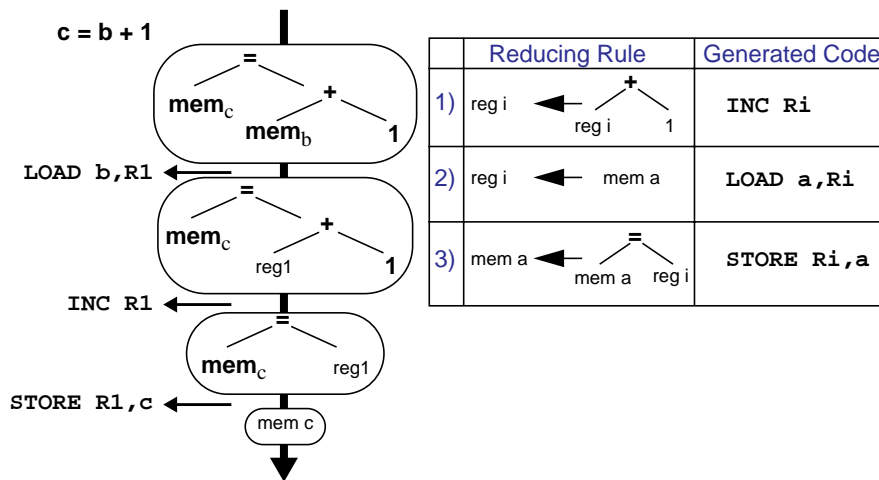 c = b + 1
=
mem_c +
mem_b 1
LOAD b,R1
=
mem_c +
reg1 1
INC R1
=
mem_c reg1
STORE R1,c
mem c
Reducing Rule Generated Code
+
1) reg i INC Ri
reg i 1
2) reg i mem a LOAD a,Ri
=
3) mem a STORE Ri,a
mem a reg i